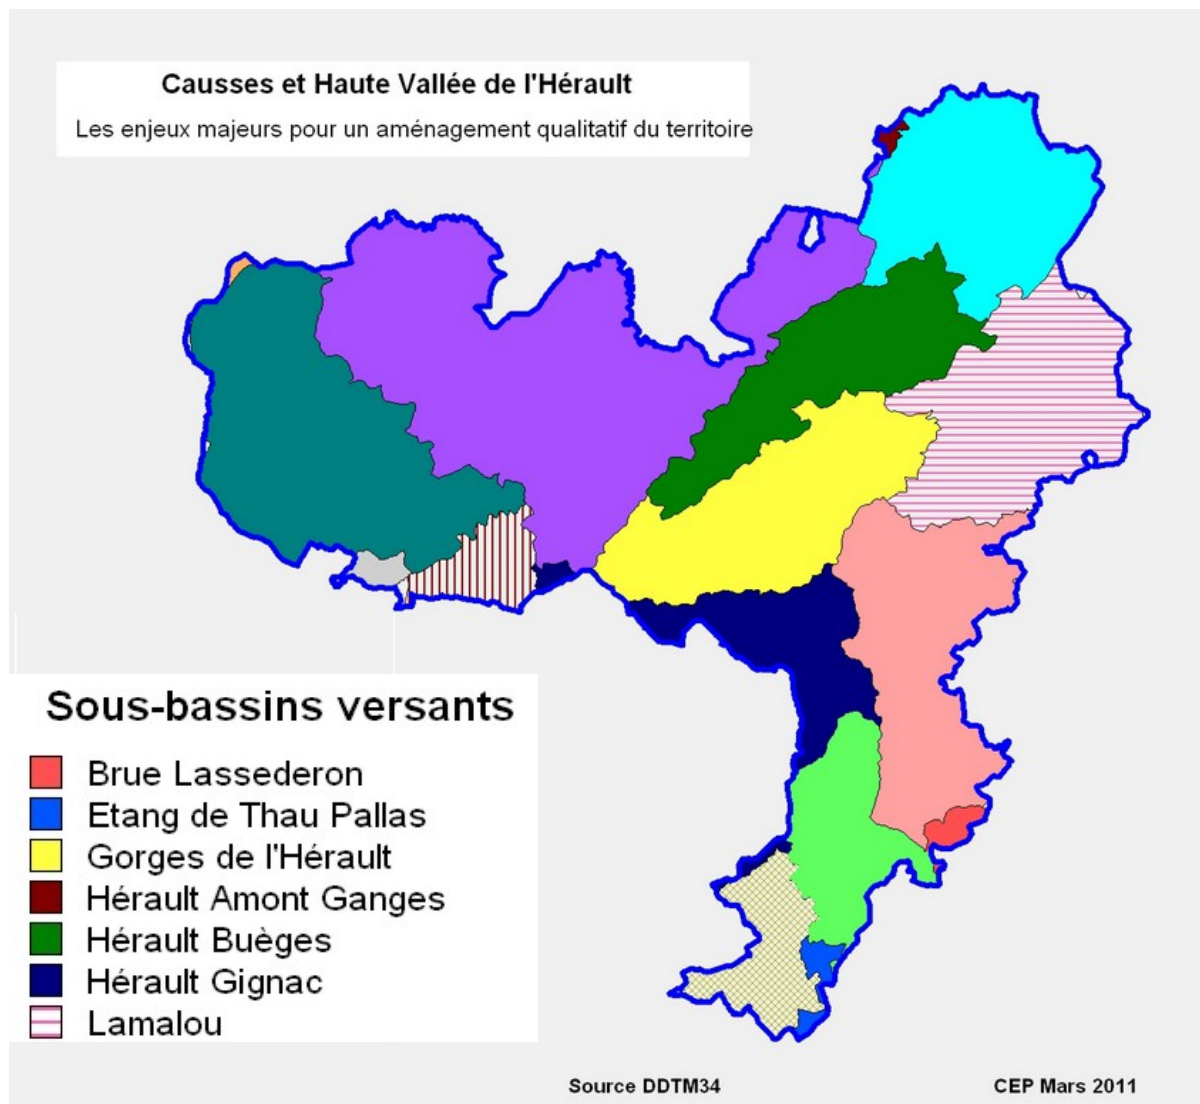 Causses et Haute Vallée de l'Hérault
Les enjeux majeurs pour un aménagement qualitatif du territoire
Sous-bassins versants
Brue Lassederon
Etang de Thau Pallas
Gorges de l'Hérault
Hérault Amont Ganges
Hérault Buèges
Hérault Gignac
Lamalou
Source DDTM34
CEP Mars 2011